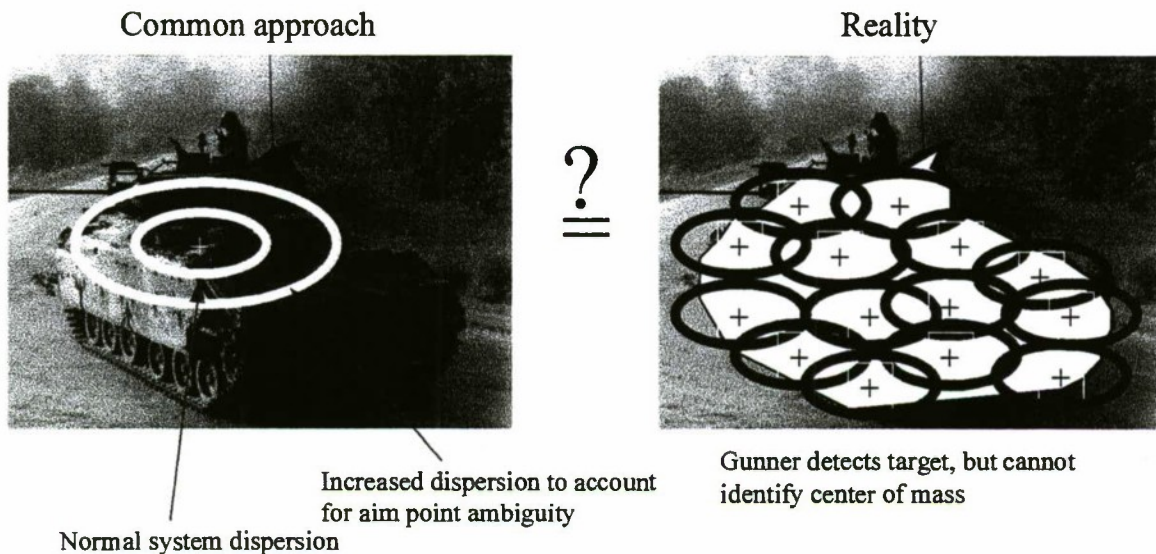 Common approach
Reality
?
=
Increased dispersion to account
for aim point ambiguity
Normal system dispersion
Gunner detects target, but cannot
identify center of mass